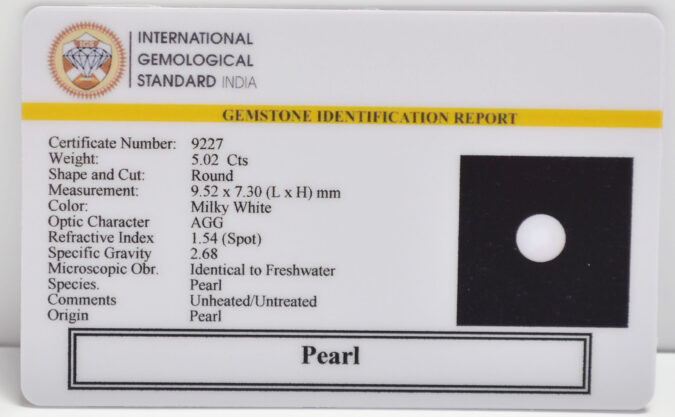 INTERNATIONAL
GEMOLOGICAL
STANDARD INDIA
GEMSTONE IDENTIFICATION REPORT
Certificate Number: 9227
Weight: 5.02 Cts
Shape and Cut: Round
Measurement: 9.52 x 7.30 (L x H) mm
Color: Milky White
Optic Character AGG
Refractive Index 1.54 (Spot)
Specific Gravity 2.68
Microscopic Obr. Identical to Freshwater
Species. Pearl
Comments Unheated/Untreated
Origin Pearl
Pearl